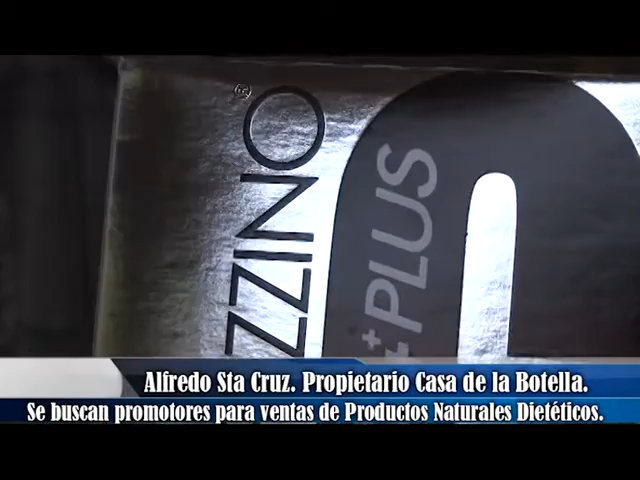 ZZINO®
+PLUS
Alfredo Sta Cruz. Propietario Casa de la Botella.
Se buscan promotores para ventas de Productos Naturales Dietéticos.